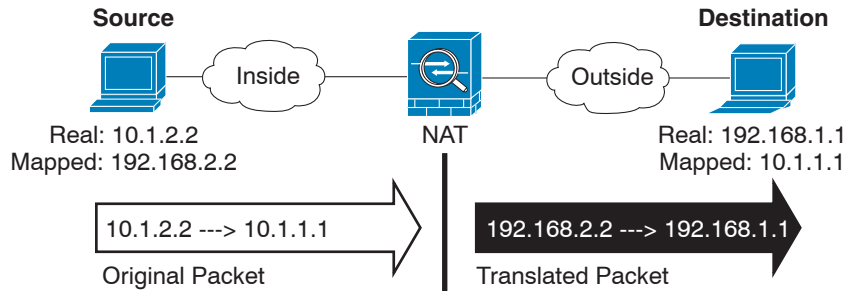 Source
Destination
Inside
Outside
Real: 10.1.2.2
Mapped: 192.168.2.2
NAT
Real: 192.168.1.1
Mapped: 10.1.1.1
10.1.2.2 ---> 10.1.1.1
192.168.2.2 ---> 192.168.1.1
Original Packet
Translated Packet